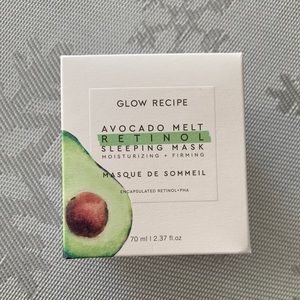 GLOW RECIPE
AVOCADO MELT
RETINOL
SLEEPING MASK
MOISTURIZING + FIRMING
MASQUE DE SOMMEIL
ENCAPSULATED RETINOL+PHA
70 ml | 2.37 fl.oz